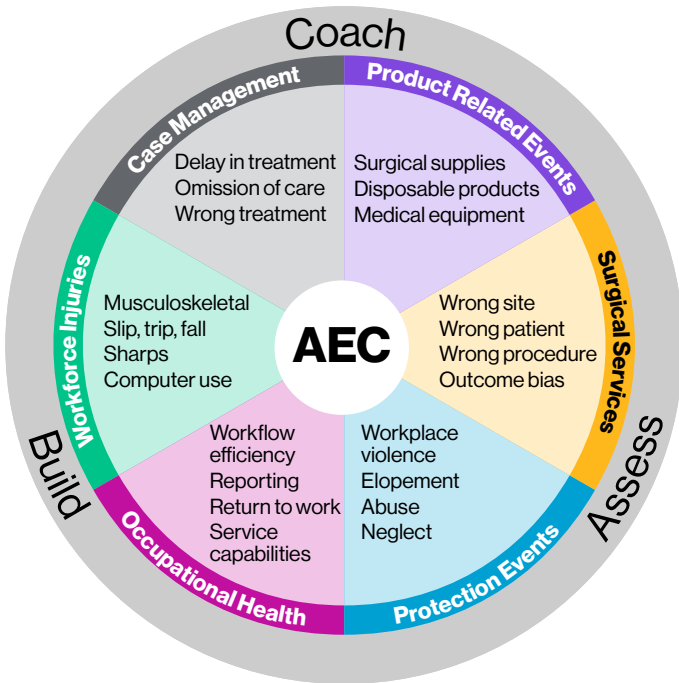 Coach
Case Management
Delay in treatment
Omission of care
Wrong treatment
Product Related Events
Surgical supplies
Disposable products
Medical equipment
Surgical Services
Wrong site
Wrong patient
Wrong procedure
Outcome bias
Assess
Protection Events
Workplace
violence
Elopement
Abuse
Neglect
Occupational Health
Workflow
efficiency
Reporting
Return to work
Service
capabilities
Build
Workforce Injuries
Musculoskeletal
Slip, trip, fall
Sharps
Computer use
AEC